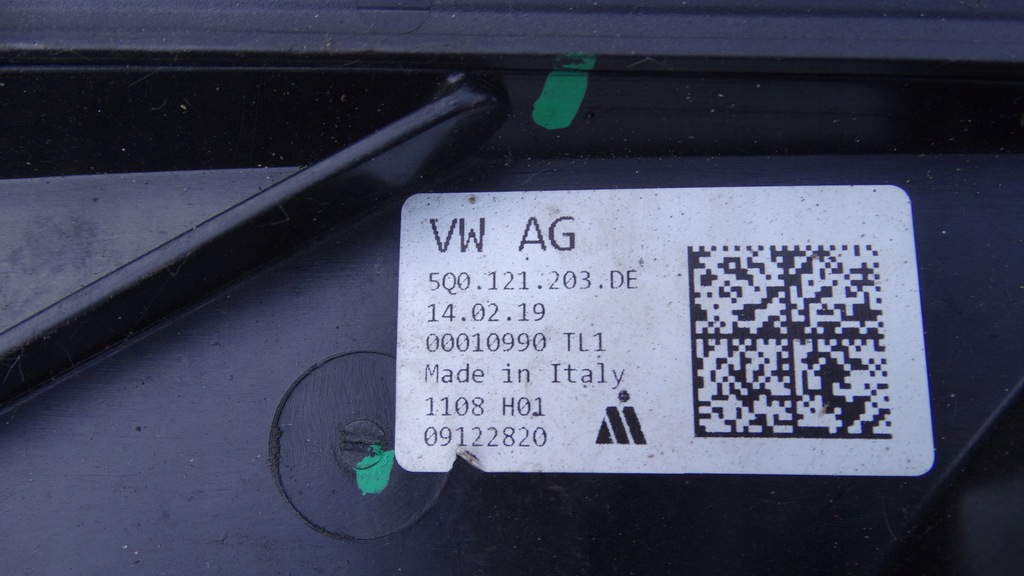 VW AG
5Q0.121.203.DE
14.02.19
00010990 TL1
Made in Italy
1108 H01
09122820